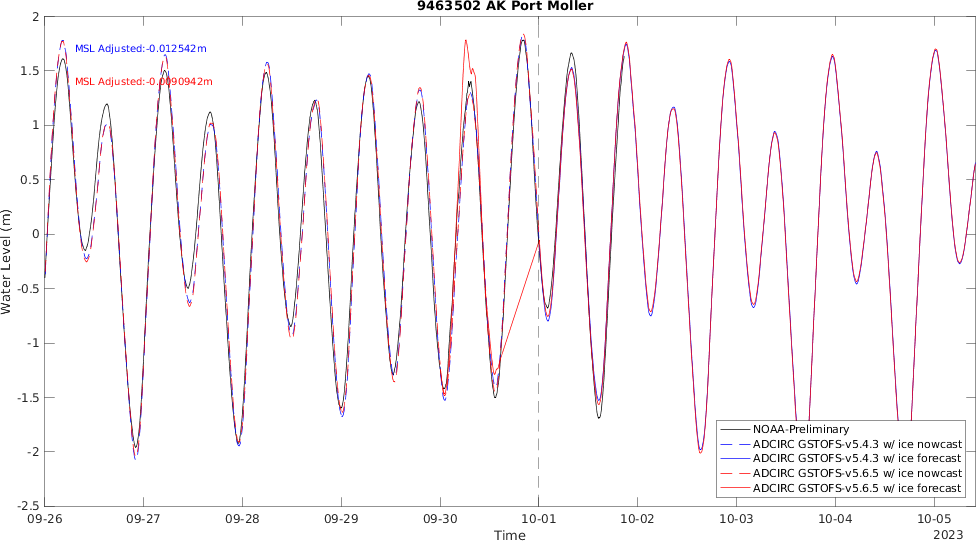 9463502 AK Port Moller
MSL Adjusted:-0.012542m
MSL Adjusted:-0.0090942m
Water Level (m)
2
1.5
1
0.5
0
-0.5
-1
-1.5
-2
-2.5
NOAA-Preliminary
ADCIRC GSTOFS-v5.4.3 w/ ice nowcast
ADCIRC GSTOFS-v5.4.3 w/ ice forecast
ADCIRC GSTOFS-v5.6.5 w/ ice nowcast
ADCIRC GSTOFS-v5.6.5 w/ ice forecast
09-26 09-27 09-28 09-29 09-30 10-01 10-02 10-03 10-04 10-05
Time
2023